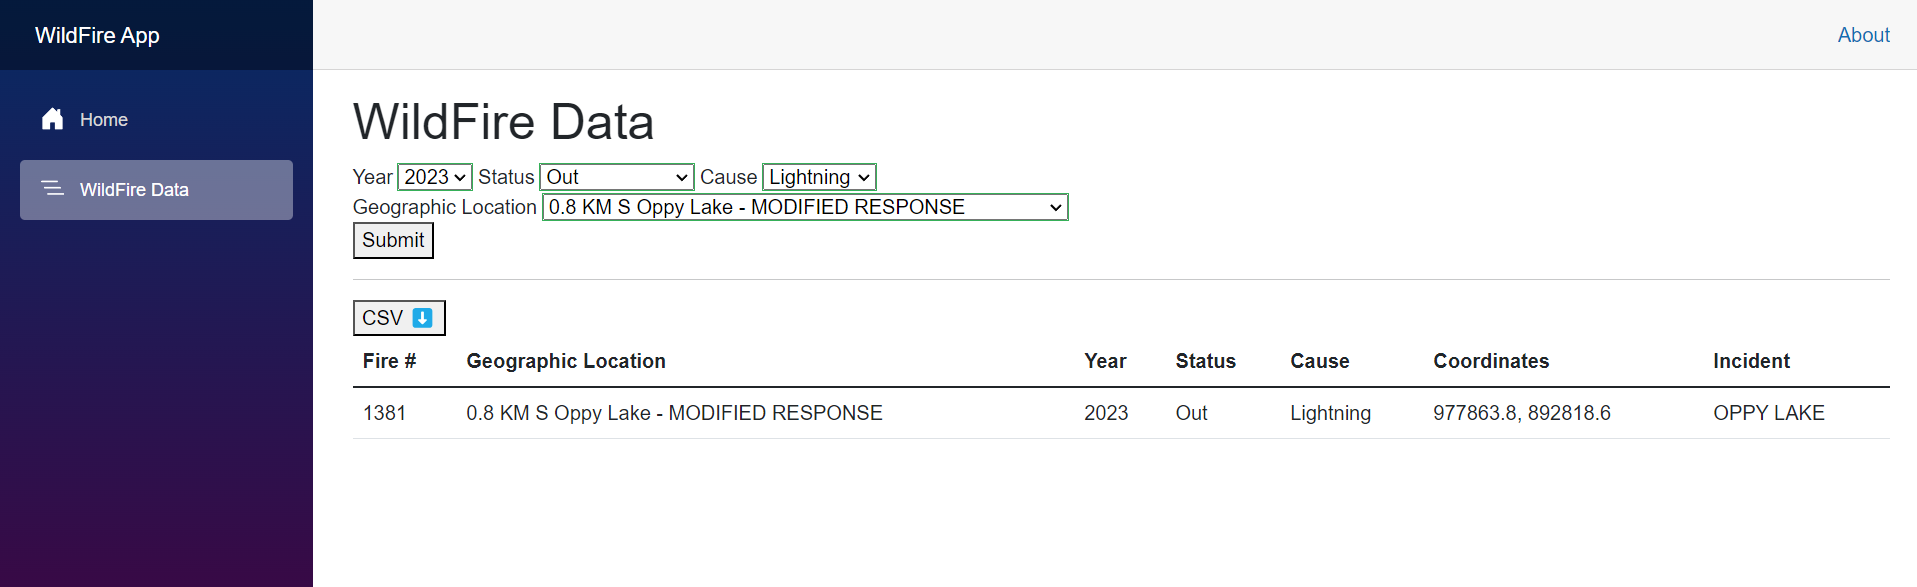 WildFire App
About
Home
WildFire Data
WildFire Data
Year 2023 Status Out Cause Lightning
Geographic Location 0.8 KM S Oppy Lake - MODIFIED RESPONSE
Submit
CSV
Fire # Geographic Location Year Status Cause Coordinates Incident
1381 0.8 KM S Oppy Lake - MODIFIED RESPONSE 2023 Out Lightning 977863.8, 892818.6 OPPY LAKE